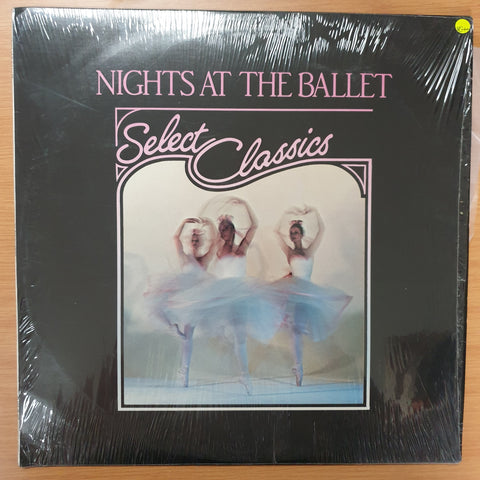 NIGHTS AT THE BALLET
Select Classics